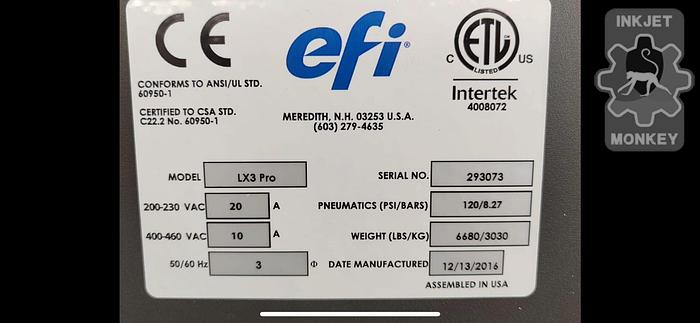 CE
efi®
C ETL LISTED US
CM
Intertek
4008072
CONFORMS TO ANSI/UL STD.
60950-1
CERTIFIED TO CSA STD.
C22.2 No. 60950-1
MEREDITH, N.H. 03253 U.S.A.
(603) 279-4635
MODEL LX3 Pro
SERIAL NO. 293073
200-230 VAC 20 A
PNEUMATICS (PSI/BARS) 120/8.27
400-460 VAC 10 A
WEIGHT (LBS/KG) 6680/3030
50/60 Hz 3 Φ
DATE MANUFACTURED 12/13/2016
ASSEMBLED IN USA
INKJET
MONKEY